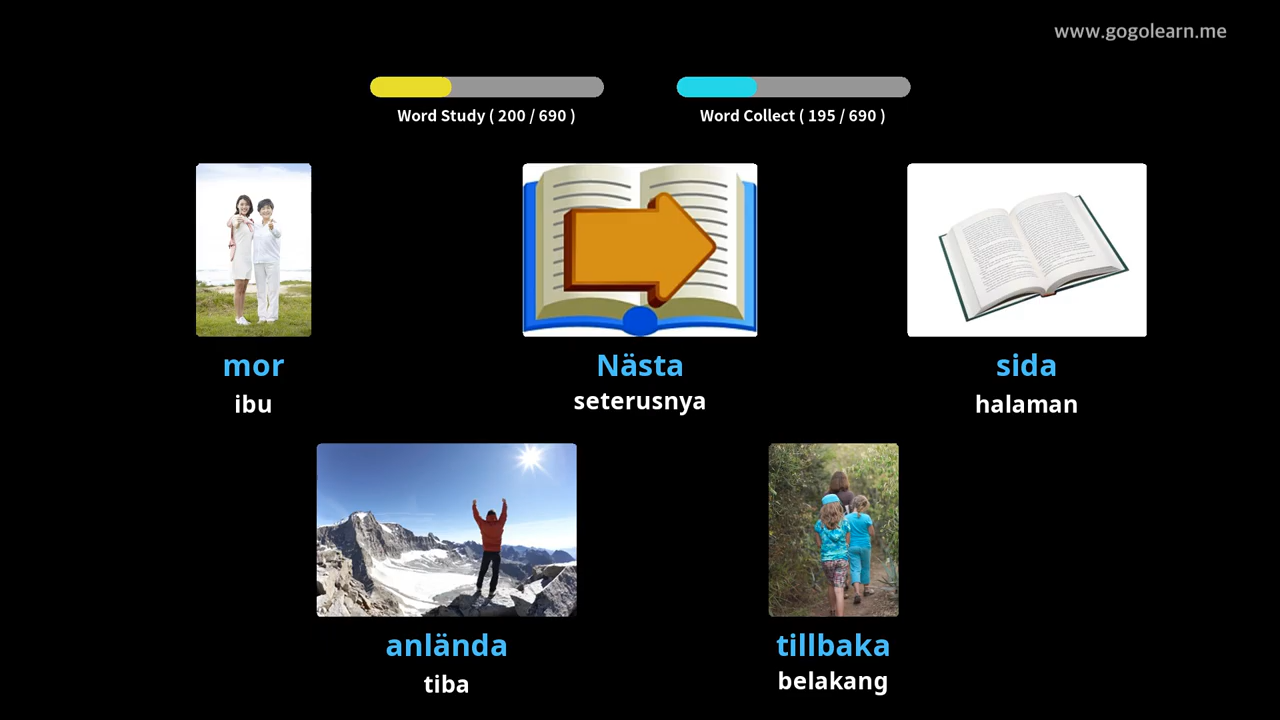 www.gogolearn.me
Word Study ( 200 / 690 )
Word Collect ( 195 / 690 )
mor
ibu
Nästa
seterusnya
sida
halaman
anlända
tiba
tillbaka
belakang